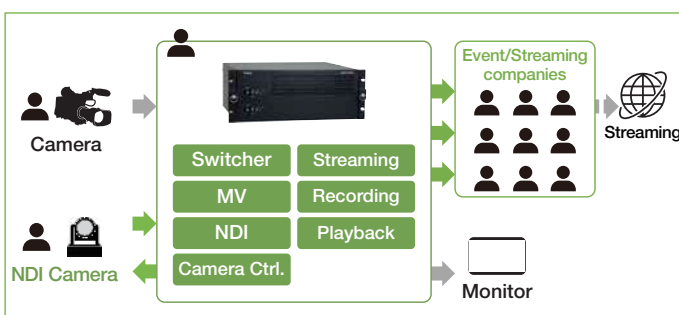 Event/Streaming
companies
Camera
Streaming
Switcher
Streaming
MV
Recording
NDI
Playback
Camera Ctrl.
NDI Camera
Monitor